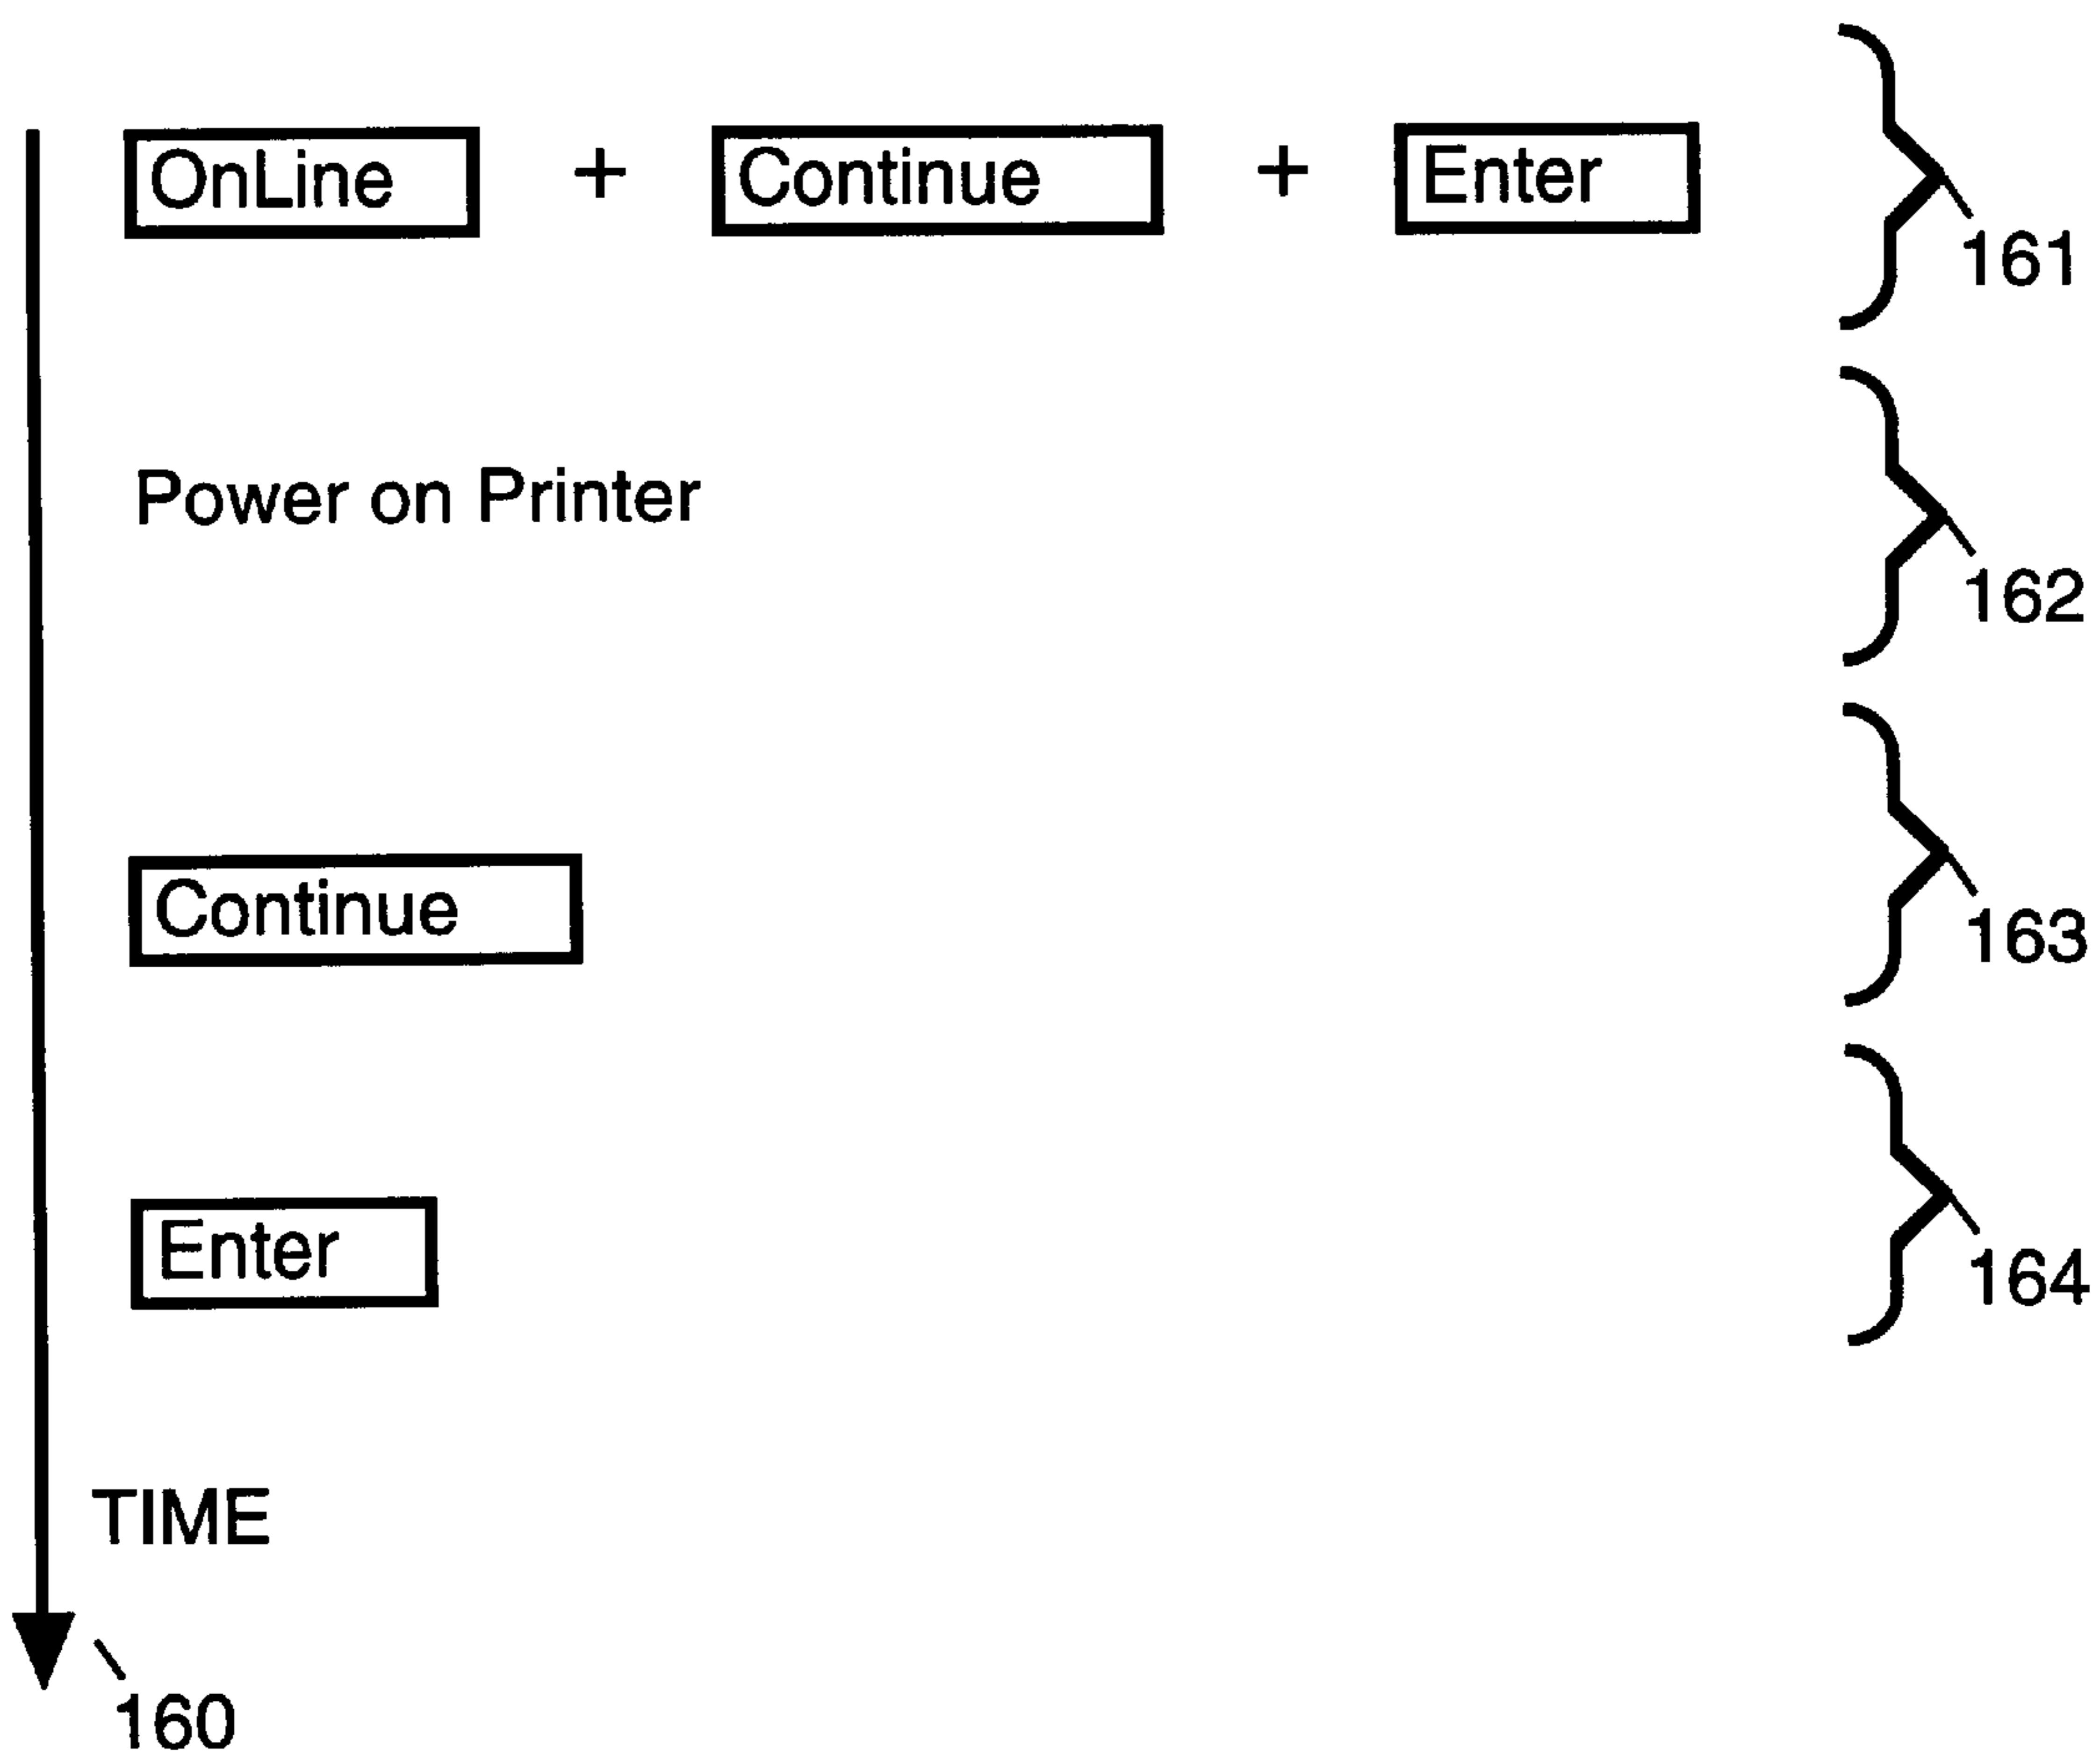 OnLine + Continue + Enter
161
Power on Printer
162
Continue
163
Enter
164
TIME
160